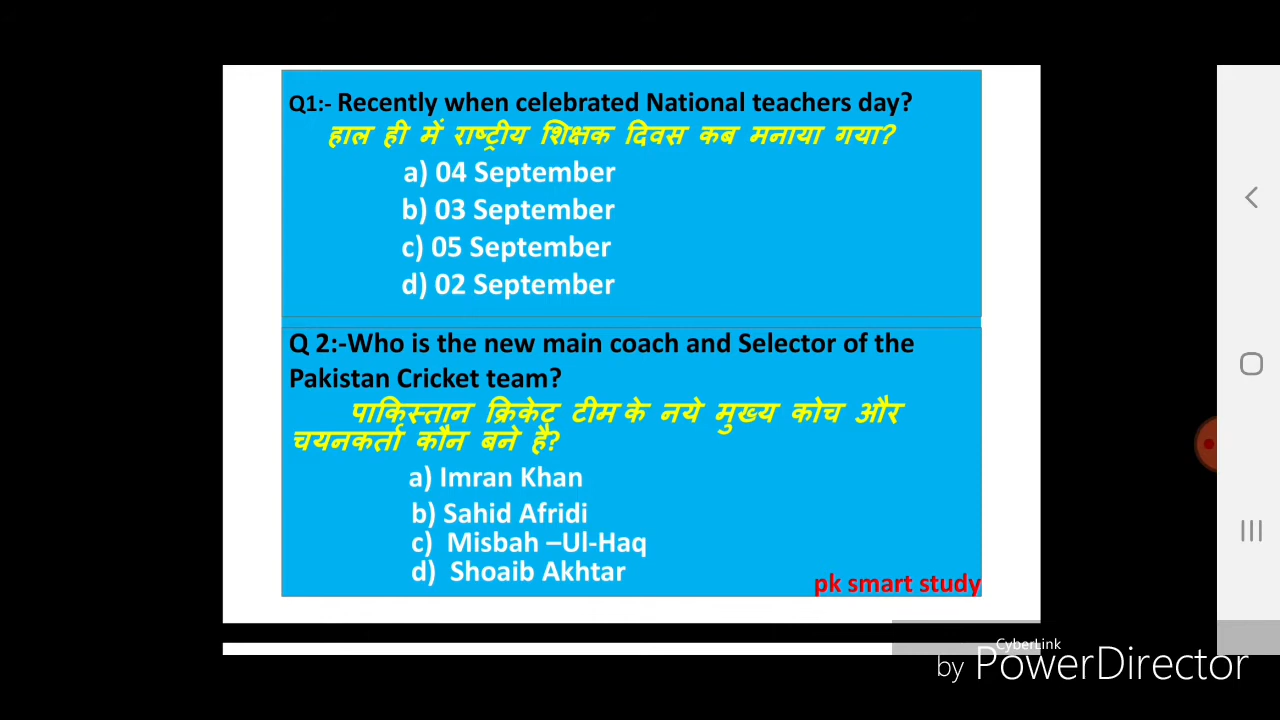 Q1:- Recently when celebrated National teachers day?
हाल ही में राष्ट्रीय शिक्षक दिवस कब मनाया गया?
a) 04 September
b) 03 September
c) 05 September
d) 02 September
Q 2:-Who is the new main coach and Selector of the
Pakistan Cricket team?
पाकिस्तान क्रिकेट टीम के नये मुख्य कोच और
चयनकर्ता कौन बने है?
a) Imran Khan
b) Sahid Afridi
c) Misbah –Ul-Haq
d) Shoaib Akhtar
pk smart study
CyberLink
by PowerDirector